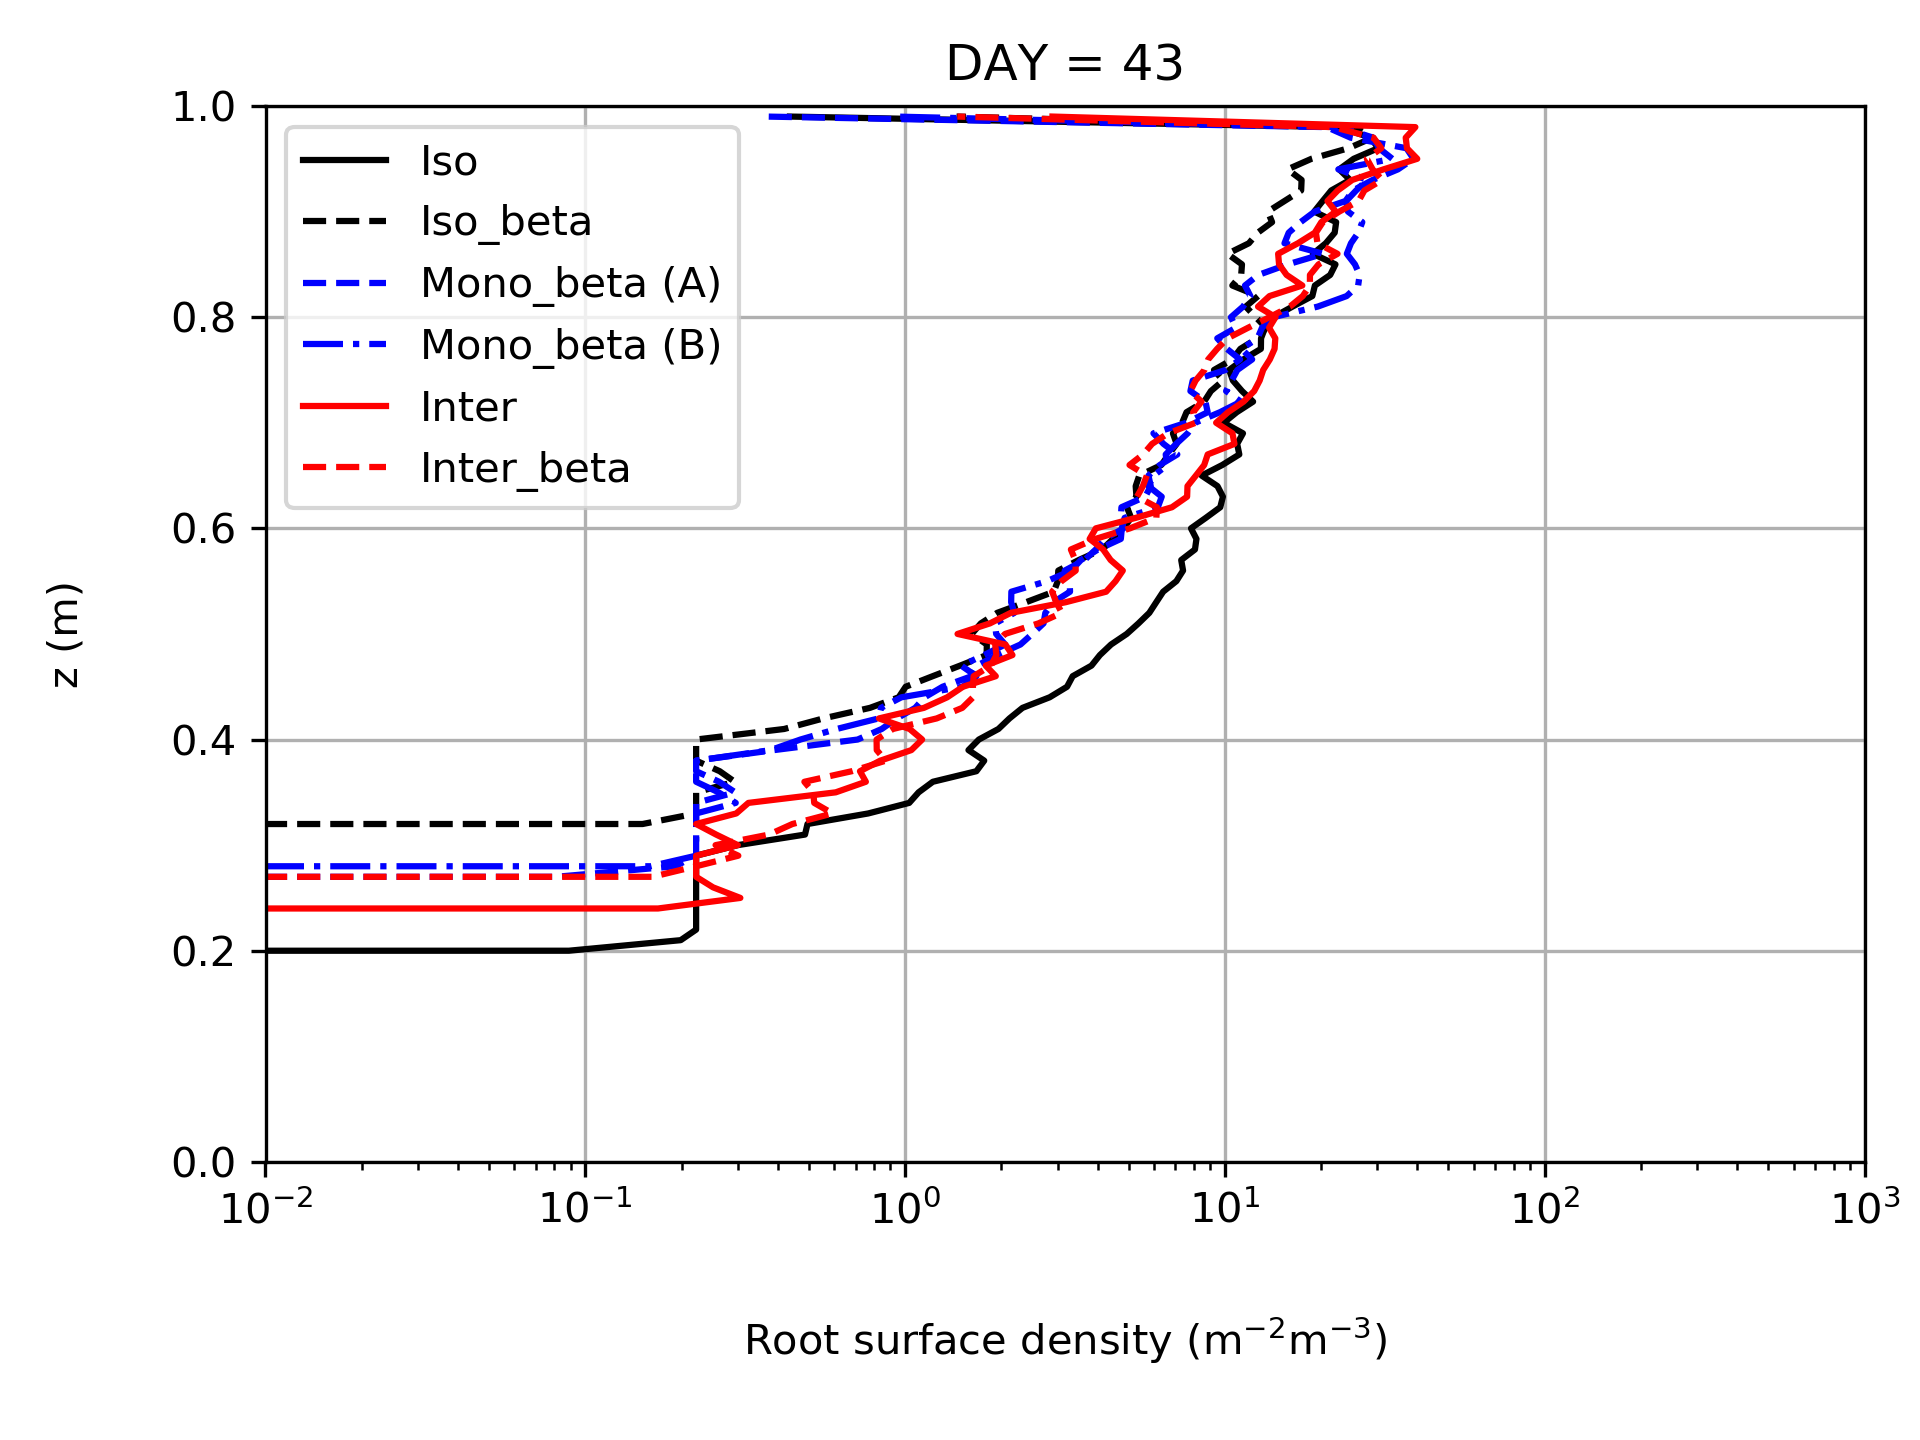 DAY = 43
1.0
0.8
0.6
0.4
0.2
0.0
z (m)
Iso
Iso_beta
Mono_beta (A)
Mono_beta (B)
Inter
Inter_beta
10⁻² 10⁻¹ 10⁰ 10¹ 10² 10³
Root surface density (m⁻²m⁻³)